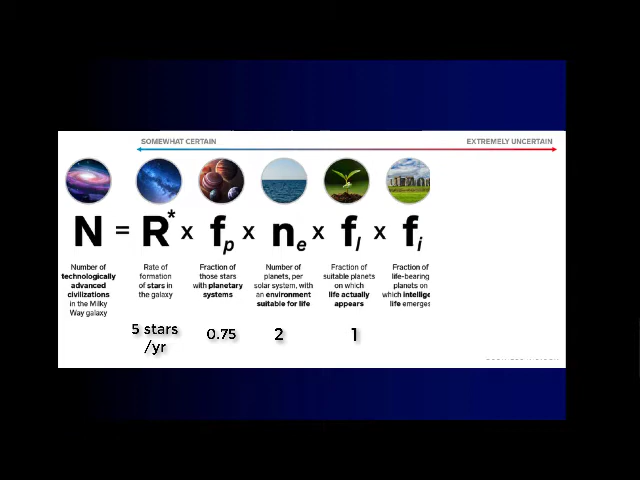 SOMEWHAT CERTAIN EXTREMELY UNCERTAIN
N = R* x fp x ne x fl x fi
Number of technologically advanced civilizations in the Milky Way galaxy
Rate of formation of stars in the galaxy
Fraction of those stars with planetary systems
Number of planets, per solar system, with an environment suitable for life
Fraction of suitable planets on which life actually appears
Fraction of life-bearing planets on which intellige life emerges
5 stars /yr
0.75
2
1